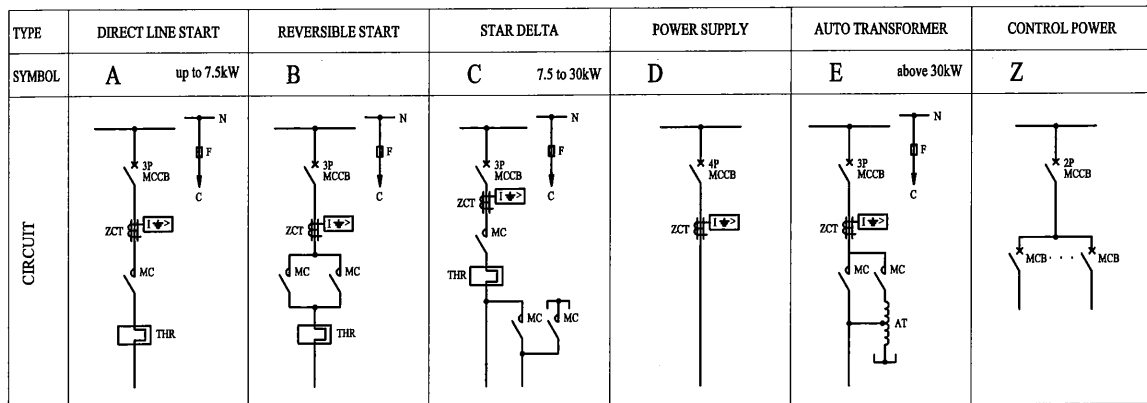 TYPE DIRECT LINE START REVERSIBLE START STAR DELTA POWER SUPPLY AUTO TRANSFORMER CONTROL POWER
SYMBOL A up to 7.5kW B C 7.5 to 30kW D E above 30kW Z
CIRCUIT
N
F
C
3P
MCCB
ZCT I >
MC
THR
N
F
C
3P
MCCB
ZCT I >
MC MC
THR
N
F
C
3P
MCCB
ZCT I >
MC
THR
MC MC
4P
MCCB
ZCT I >
N
F
C
3P
MCCB
ZCT I >
MC MC
AT
2P
MCCB
MCB MCB